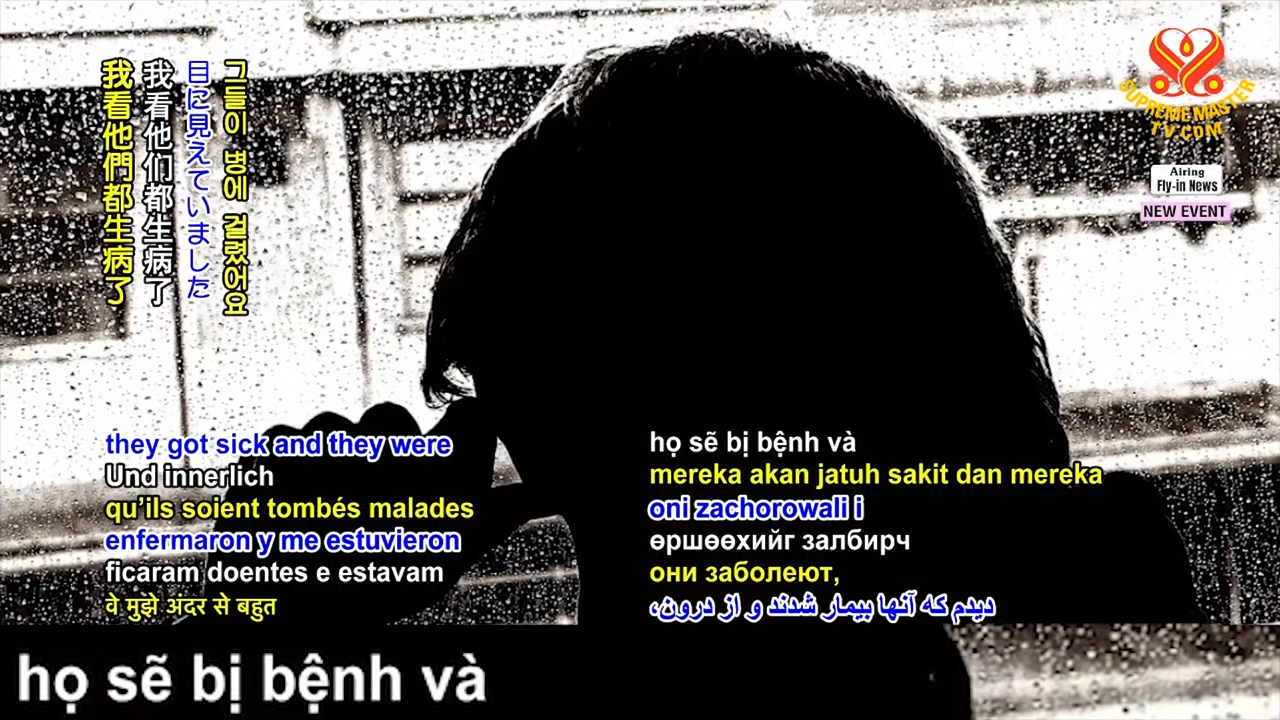 我看他們都生病了
我看他们都生病了
目に見えていました
그들이 병에 걸렸어요
SUPREME MASTER
TV.COM
Airing
Fly-in News
NEW EVENT
they got sick and they were
Und innerlich
qu'ils soient tombés malades
enfermaron y me estuvieron
ficaram doentes e estavam
वे मुझे अंदर से बहुत
họ sẽ bị bệnh và
mereka akan jatuh sakit dan mereka
oni zachorowali i
өршөөхийг залбирч
они заболеют,
دیدم که آنها بیمار شدند و از درون،
họ sẽ bị bệnh và